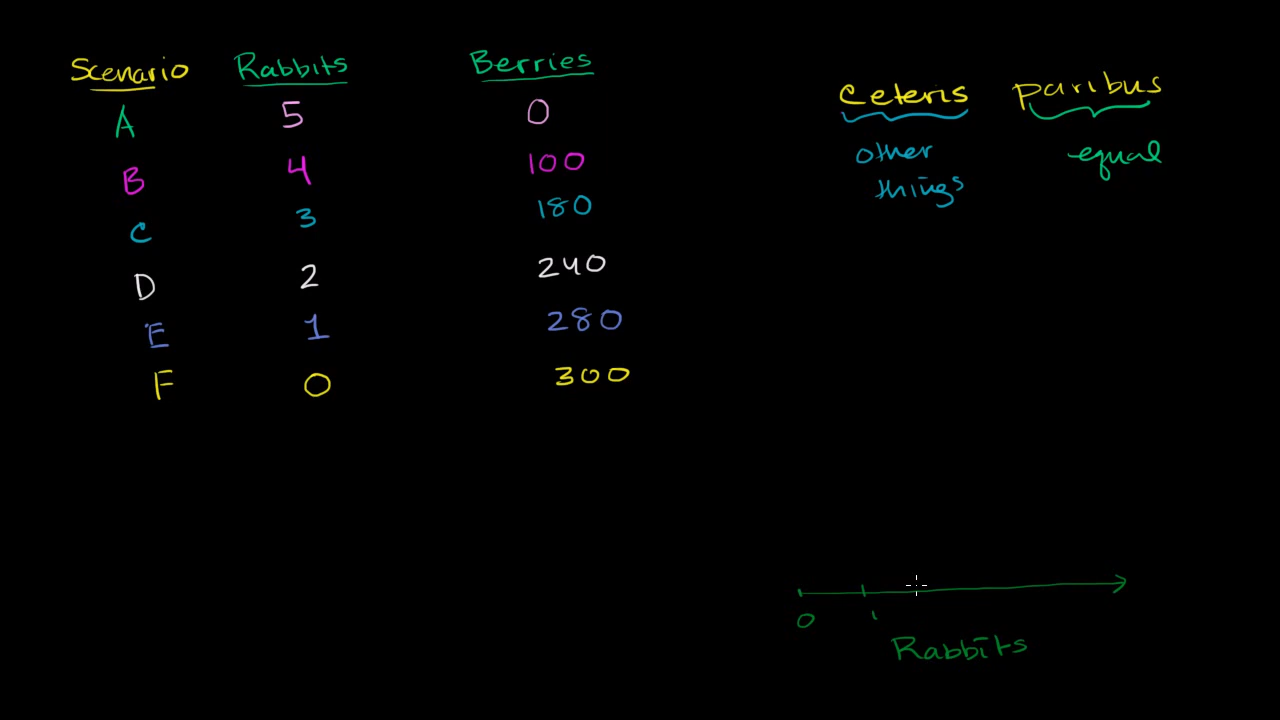 Scenario Rabbits Berries
A 5 0
B 4 100
C 3 180
D 2 240
E 1 280
F 0 300
Ceteris paribus
other equal
things
0 1
Rabbits